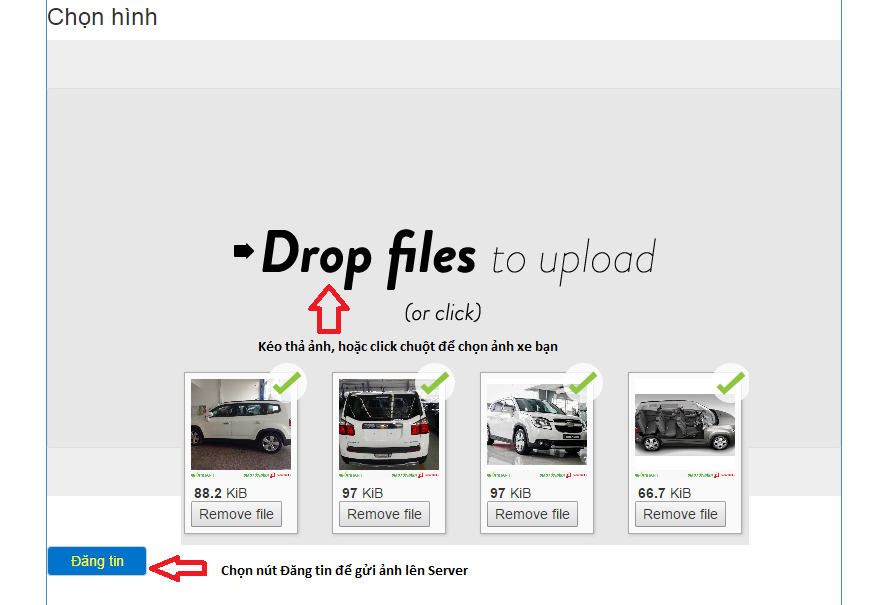 Chọn hình
Drop files to upload
(or click)
Kéo thả ảnh, hoặc click chuột để chọn ảnh xe bạn
88.2 KiB
Remove file
97 KiB
Remove file
97 KiB
Remove file
66.7 KiB
Remove file
Đăng tin
Chọn nút Đăng tin để gửi ảnh lên Server